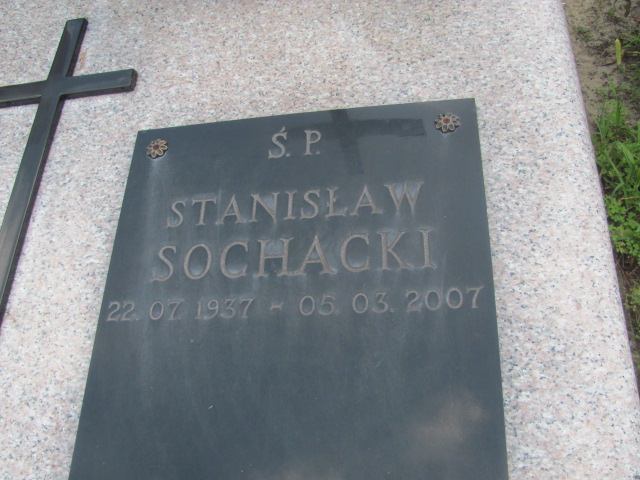 Ś. P.
STANISŁAW
SOCHACKI
22. 07 1937 - 05. 03. 2007